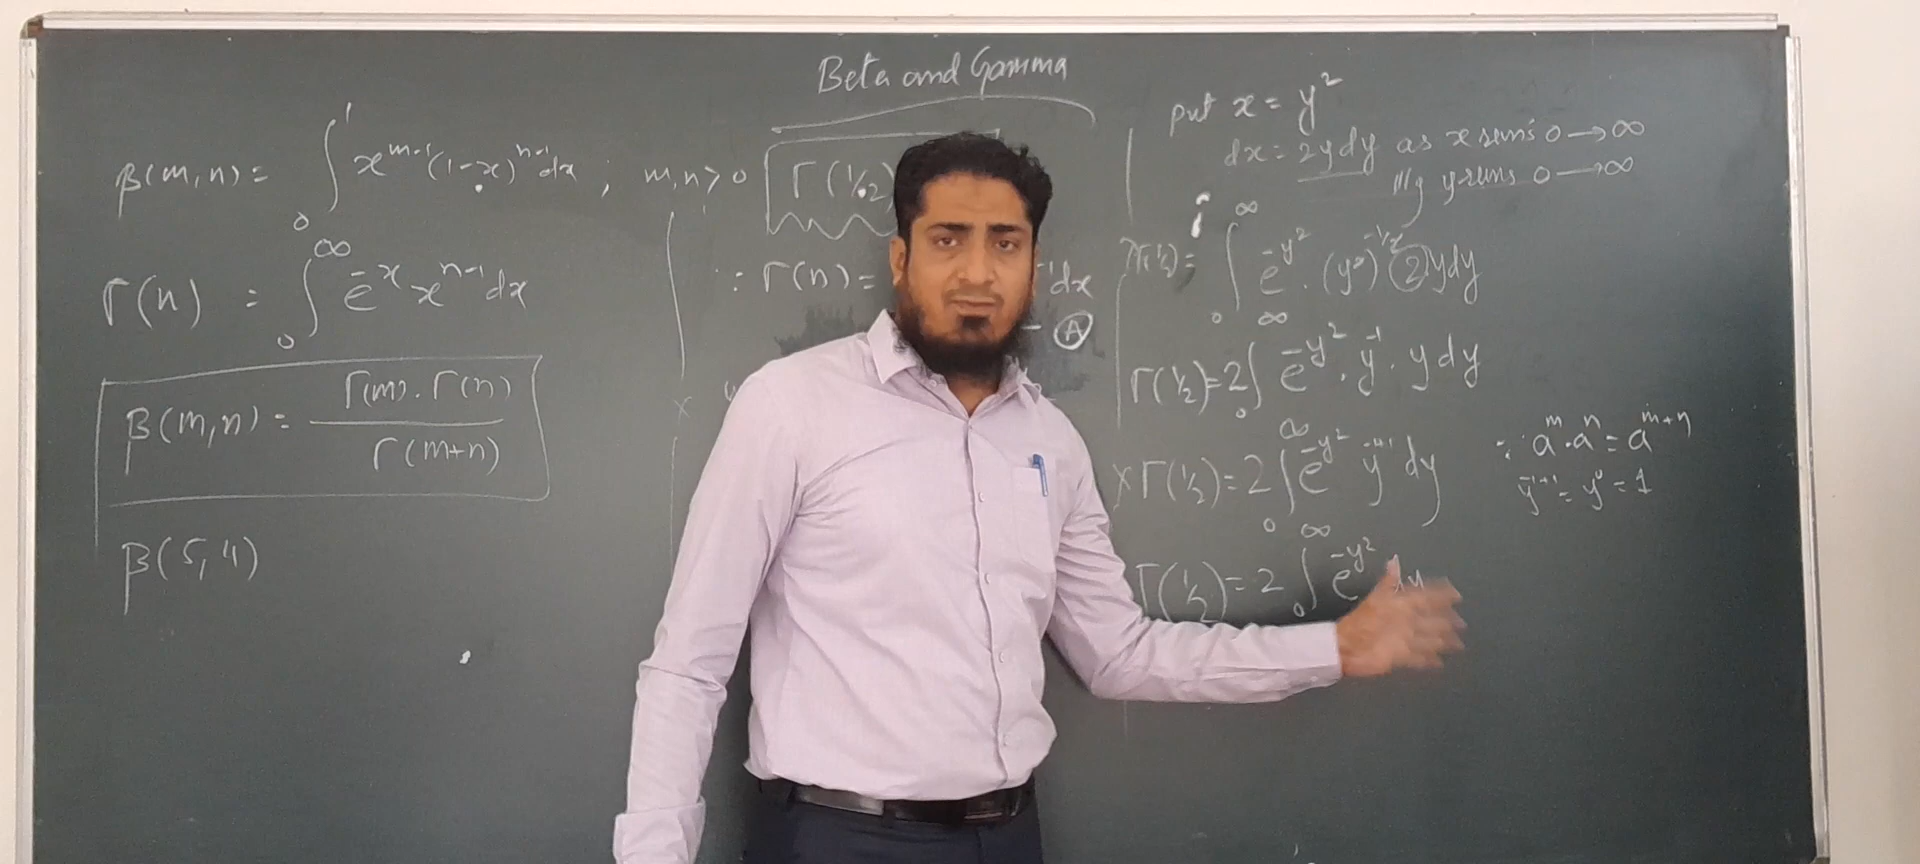 Beta and Gamma
β(m,n) = ∫₀¹ x^{m-1} (1-x)^{n-1} dx ; m,n > 0
Γ(n) = ∫₀^∞ e^{-x} x^{n-1} dx
β(m,n) = Γ(m). Γ(n) / Γ(m+n)
β(5,4)
Γ(1/2)
∵ Γ(n) = -1 dx
- Ⓐ
put x = y²
dx = 2y dy as x runs 0 → ∞
lly y runs 0 → ∞
Γ(1/2) = ∫₀^∞ e^{-y²} . (y²)^{-1/2} 2 y dy
Γ(1/2) = 2 ∫₀^∞ e^{-y²} . y^{-1} . y dy
× Γ(1/2) = 2 ∫₀^∞ e^{-y²} y^{-1+1} dy
∵ a^m . a^n = a^{m+n}
y^{-1+1} = y⁰ = 1
Γ(1/2) = 2 ∫₀^∞ e^{-y²} dy